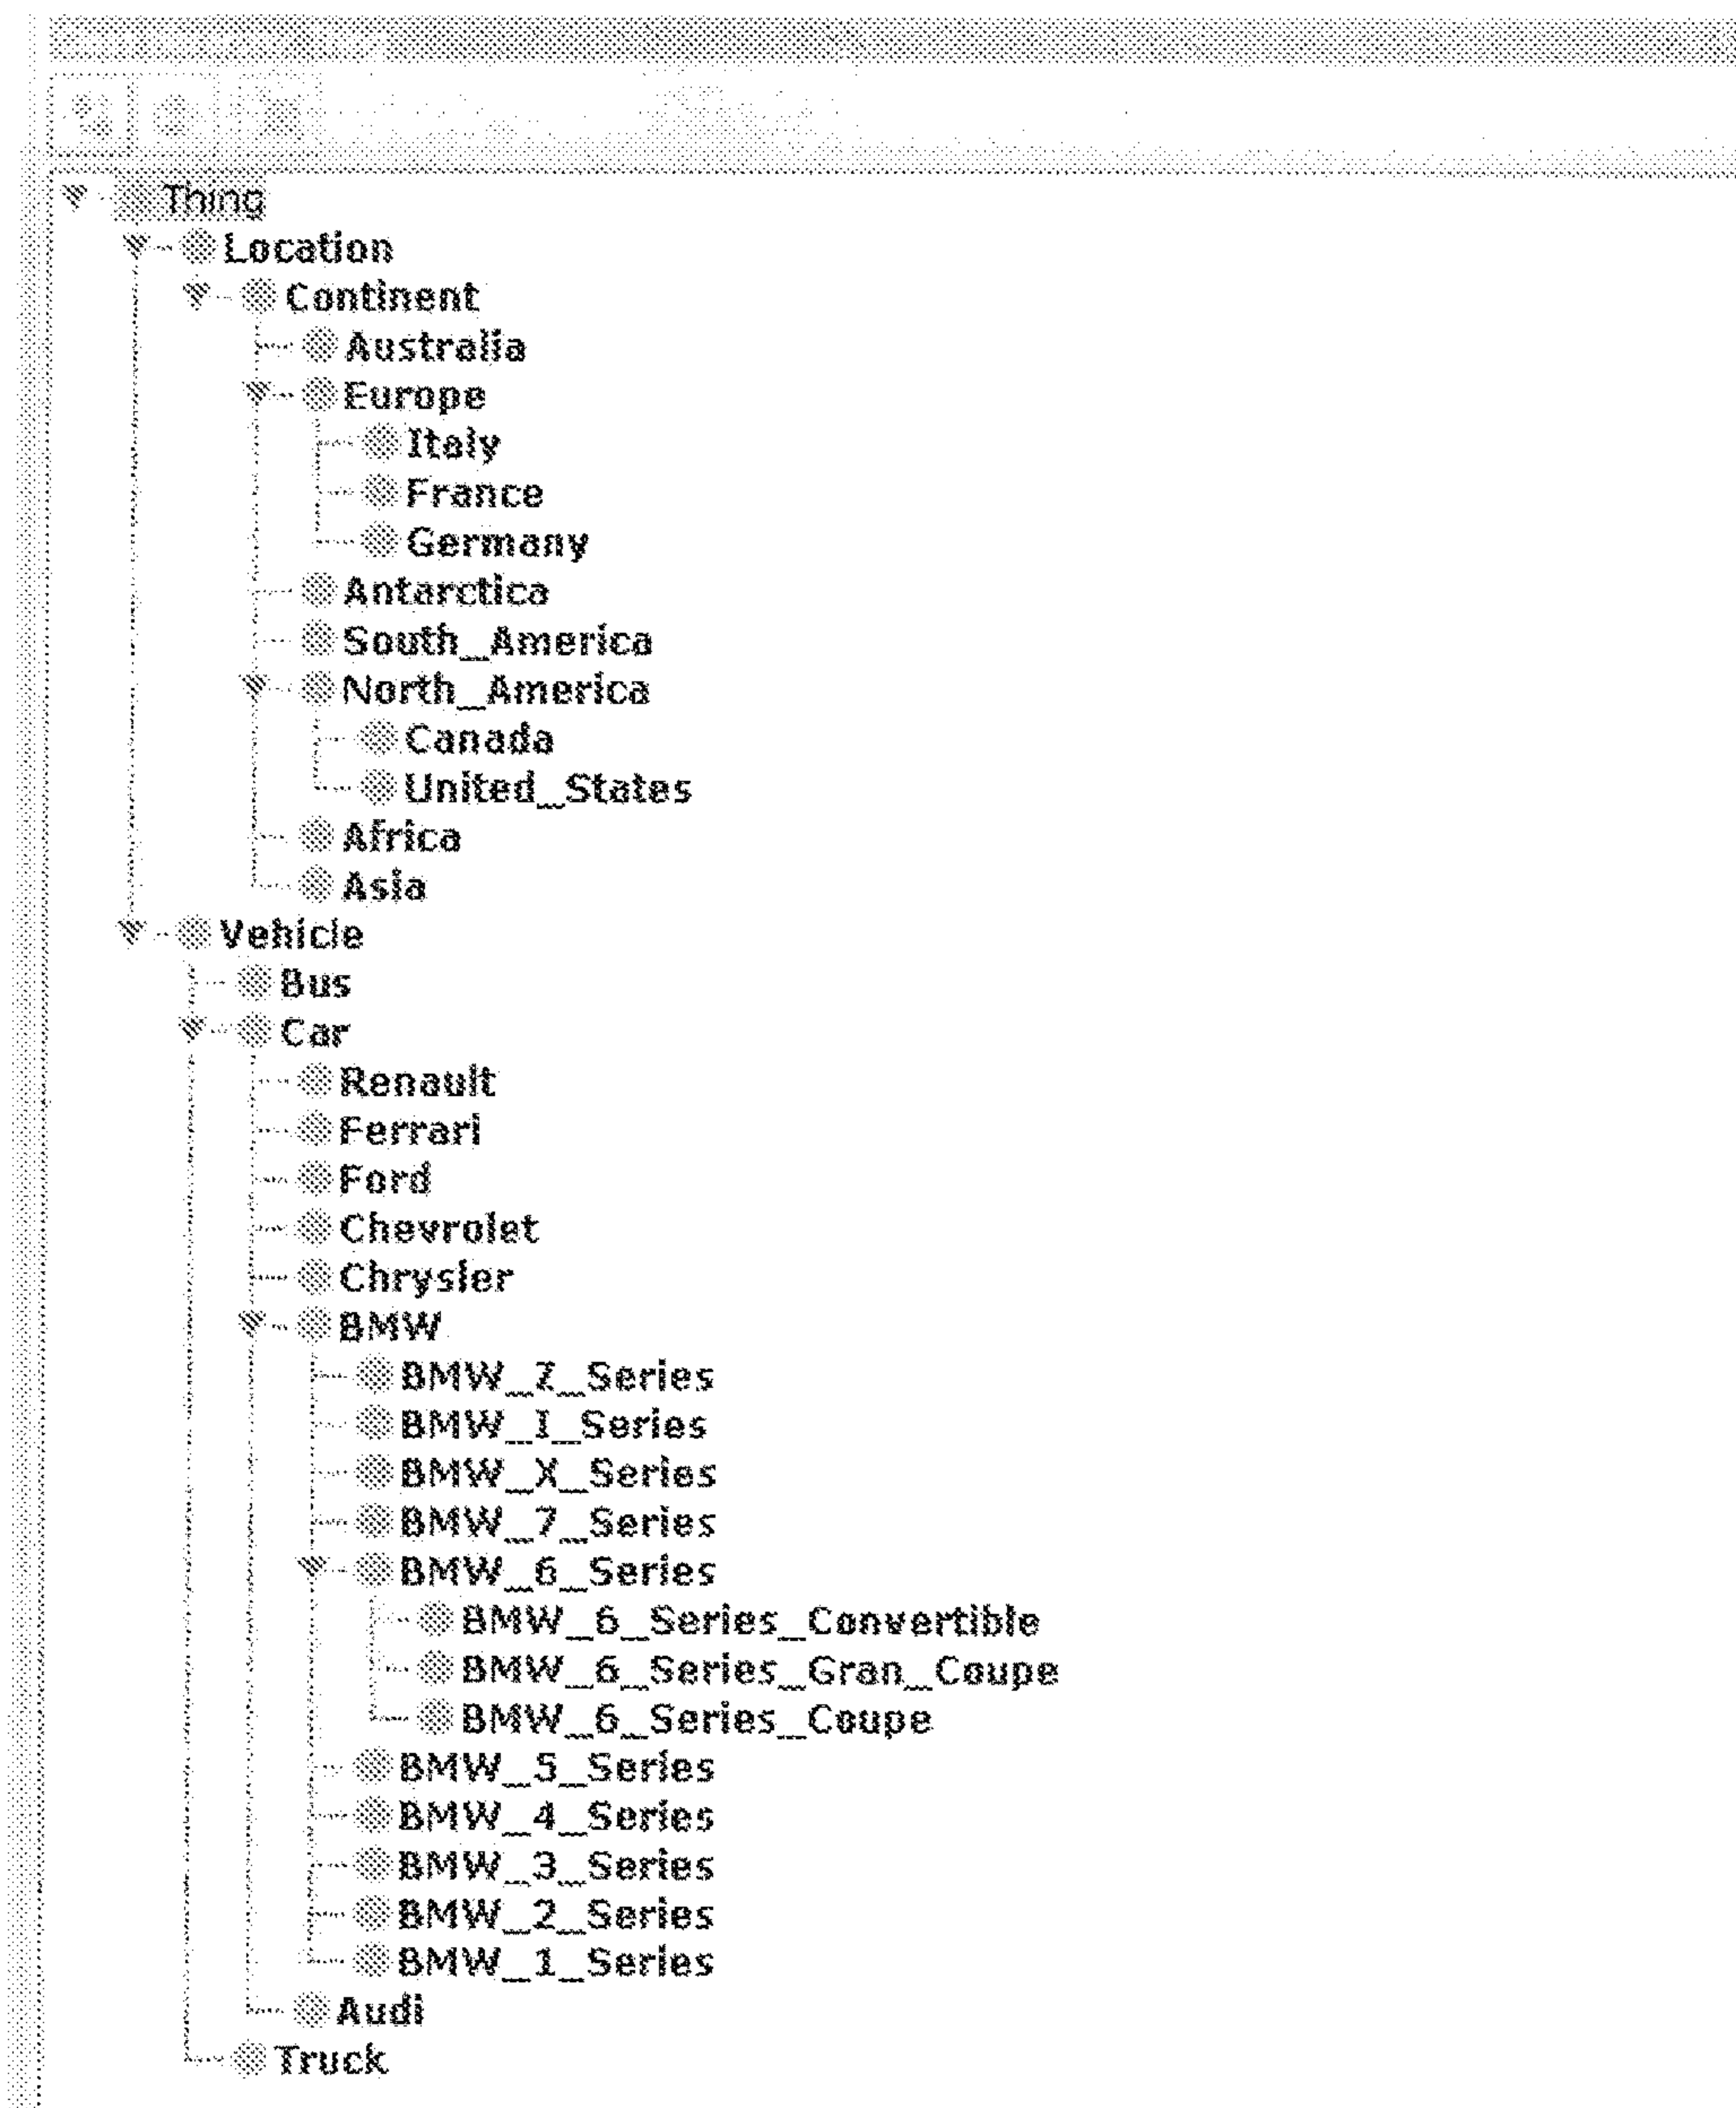 Thing
Location
Continent
Australia
Europe
Italy
France
Germany
Antarctica
South_America
North_America
Canada
United_States
Africa
Asia
Vehicle
Bus
Car
Renault
Ferrari
Ford
Chevrolet
Chrysler
BMW
BMW_Z_Series
BMW_I_Series
BMW_X_Series
BMW_7_Series
BMW_6_Series
BMW_6_Series_Convertible
BMW_6_Series_Gran_Coupe
BMW_6_Series_Coupe
BMW_5_Series
BMW_4_Series
BMW_3_Series
BMW_2_Series
BMW_1_Series
Audi
Truck